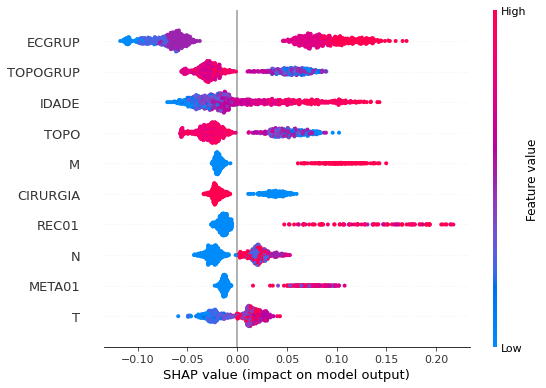 High
ECGRUP
TOPOGRUP
IDADE
TOPO
M
CIRURGIA
REC01
N
META01
T
Low
Feature value
−0.10 −0.05 0.00 0.05 0.10 0.15 0.20
SHAP value (impact on model output)